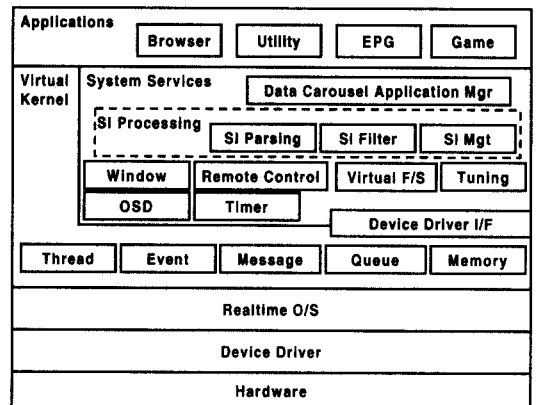 Applications
Browser Utility EPG Game
Virtual Kernel
System Services
Data Carousel Application Mgr
SI Processing
SI Parsing SI Filter SI Mgt
Window Remote Control Virtual F/S Tuning
OSD Timer
Device Driver I/F
Thread Event Message Queue Memory
Realtime O/S
Device Driver
Hardware